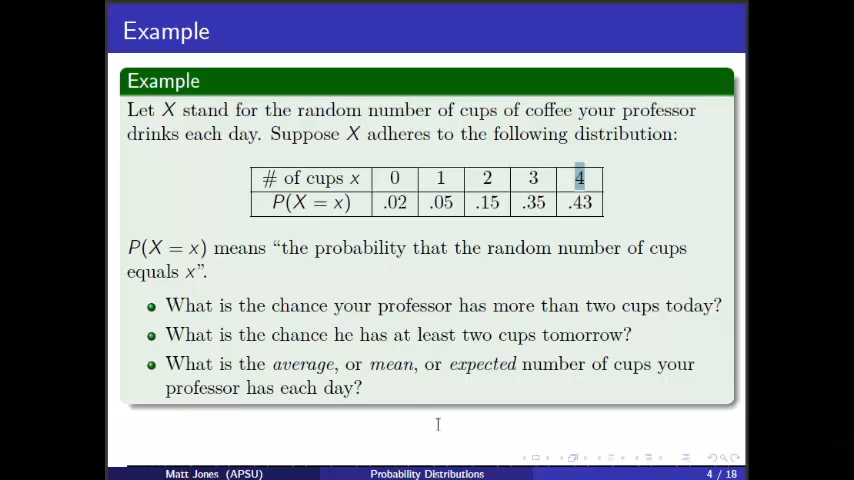 Example
Example
Let X stand for the random number of cups of coffee your professor
drinks each day. Suppose X adheres to the following distribution:
# of cups x 0 1 2 3 4
P(X = x) .02 .05 .15 .35 .43
P(X = x) means “the probability that the random number of cups
equals x”.
What is the chance your professor has more than two cups today?
What is the chance he has at least two cups tomorrow?
What is the average, or mean, or expected number of cups your
professor has each day?
Matt Jones (APSU) Probability Distributions 4 / 18